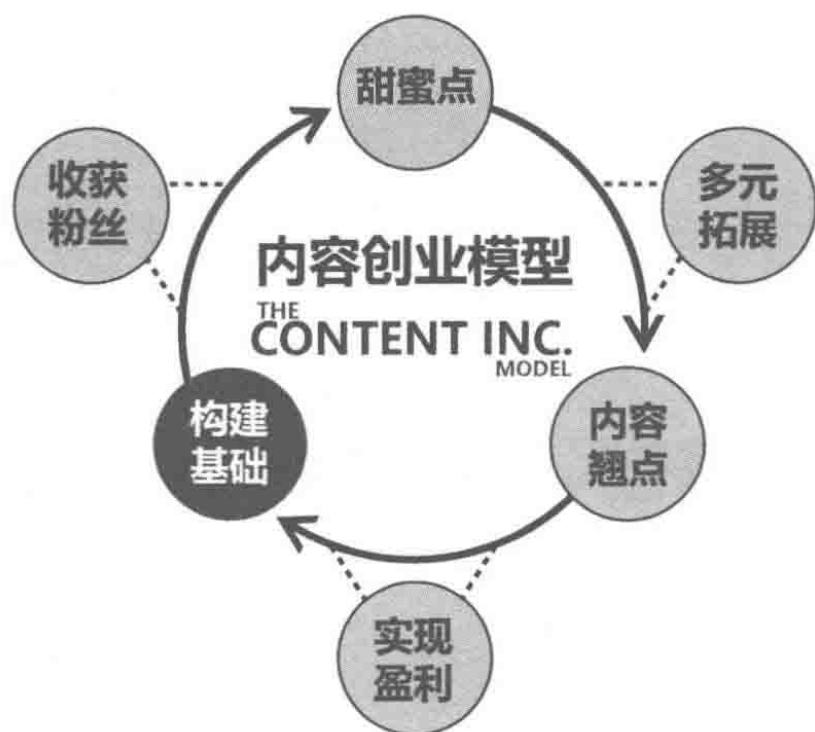 甜蜜点
收获
粉丝
多元
拓展
内容创业模型
THE
CONTENT INC.
MODEL
构建
基础
内容
翘点
实现
盈利